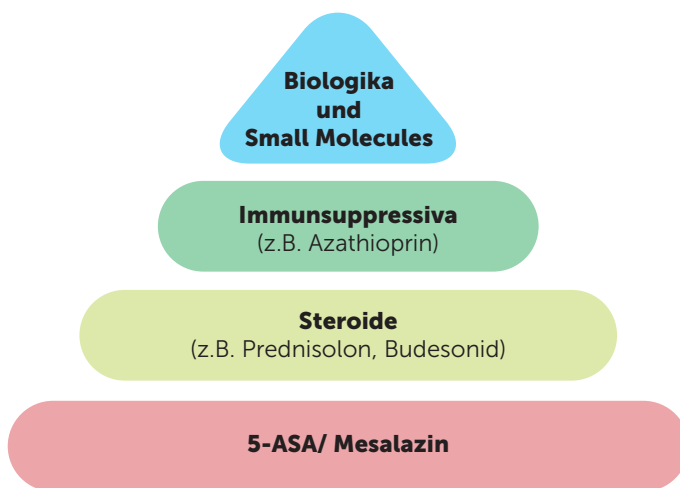 Biologika
und
Small Molecules
Immunsuppressiva
(z.B. Azathioprin)
Steroide
(z.B. Prednisolon, Budesonid)
5-ASA/ Mesalazin